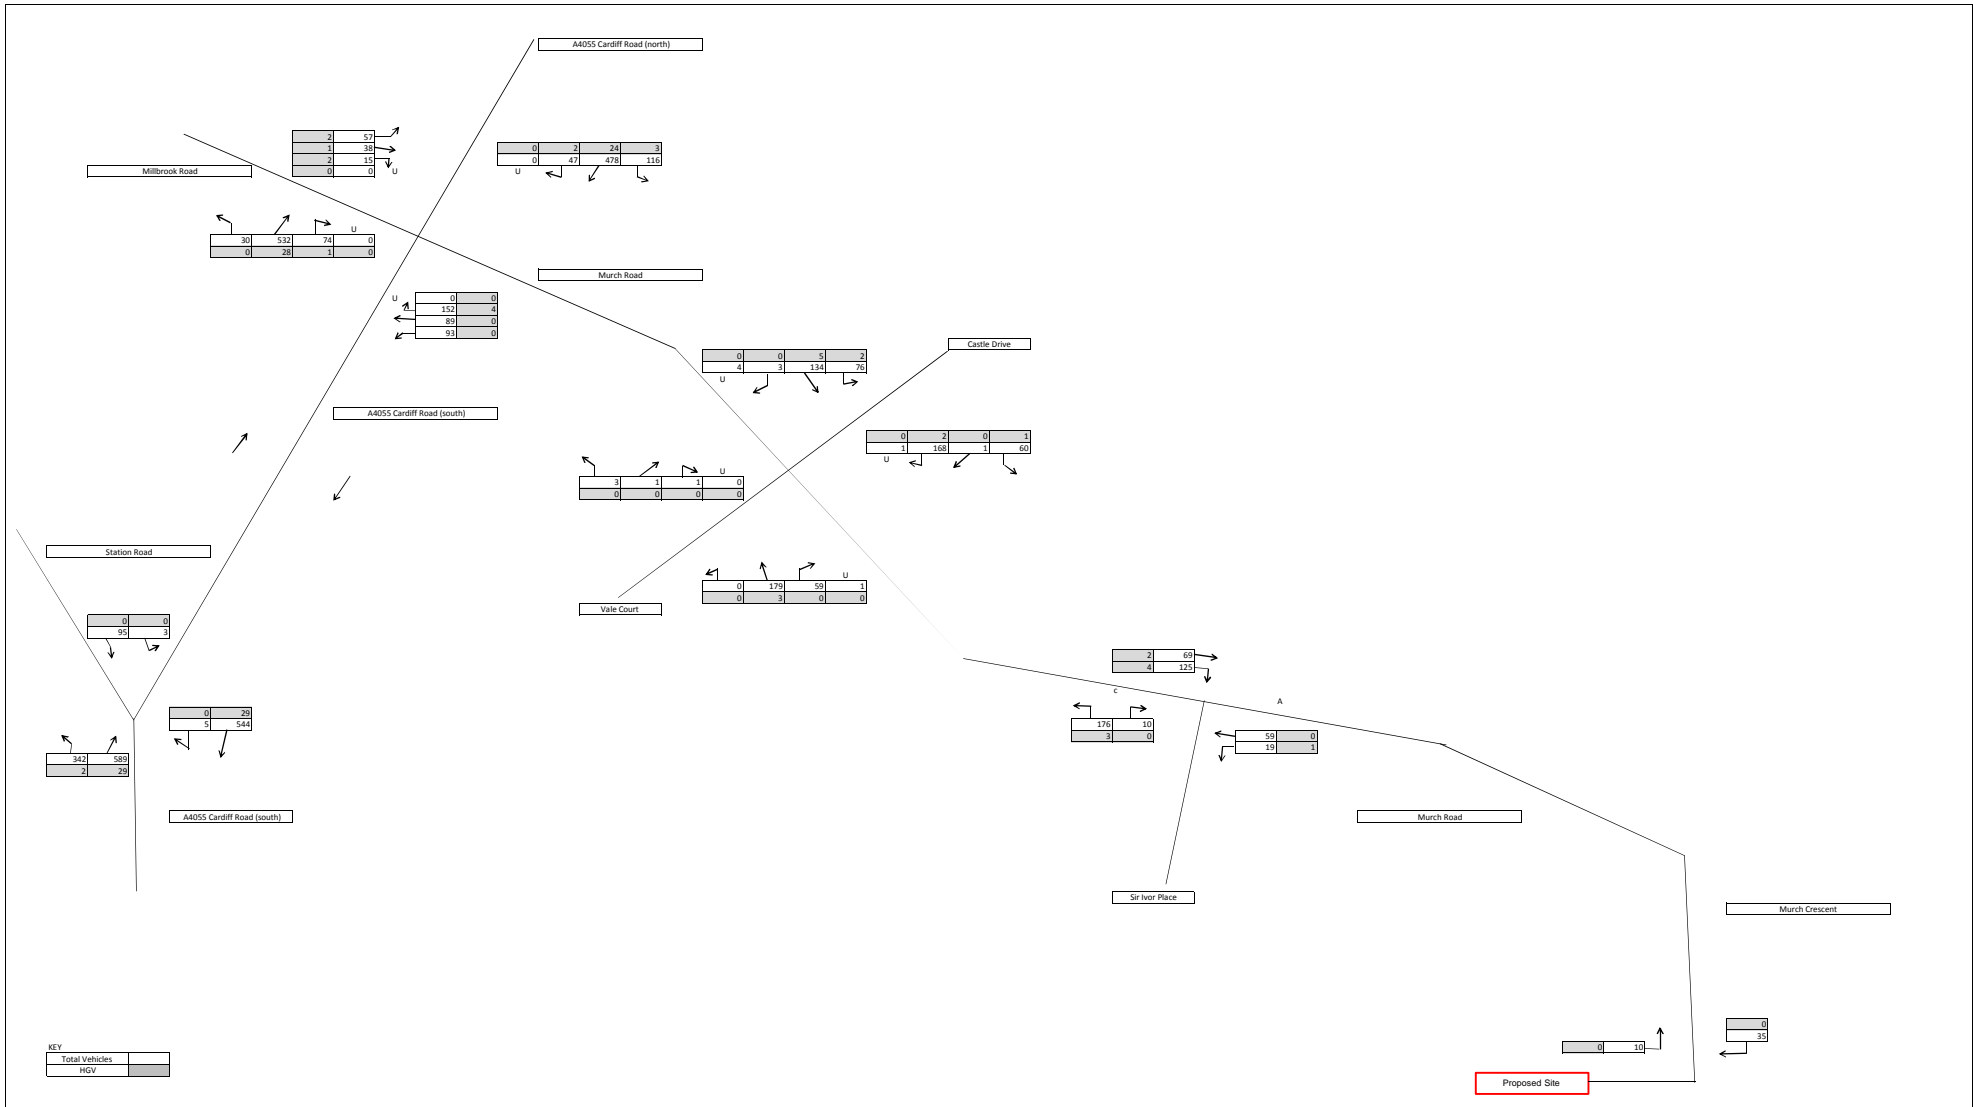 A4055 Cardiff Road (north)
2 57
1 38
2 15
0 0 U
0 2 24 3
0 47 478 116
U
Millbrook Road
U
30 532 74 0
0 28 1 0
Murch Road
U 0 0
152 4
89 0
93 0
Castle Drive
0 0 5 2
4 3 134 76
U
A4055 Cardiff Road (south)
0 2 0 1
1 168 1 60
U
U
3 1 1 0
0 0 0 0
Station Road
U
0 179 59 1
0 3 0 0
Vale Court
0 0
95 3
2 69
4 125
c
A
0 29
5 544
176 10
3 0
59 0
19 1
342 589
2 29
A4055 Cardiff Road (south)
Murch Road
Sir Ivor Place
Murch Crescent
0
35
0 10
KEY
Total Vehicles
HGV
Proposed Site